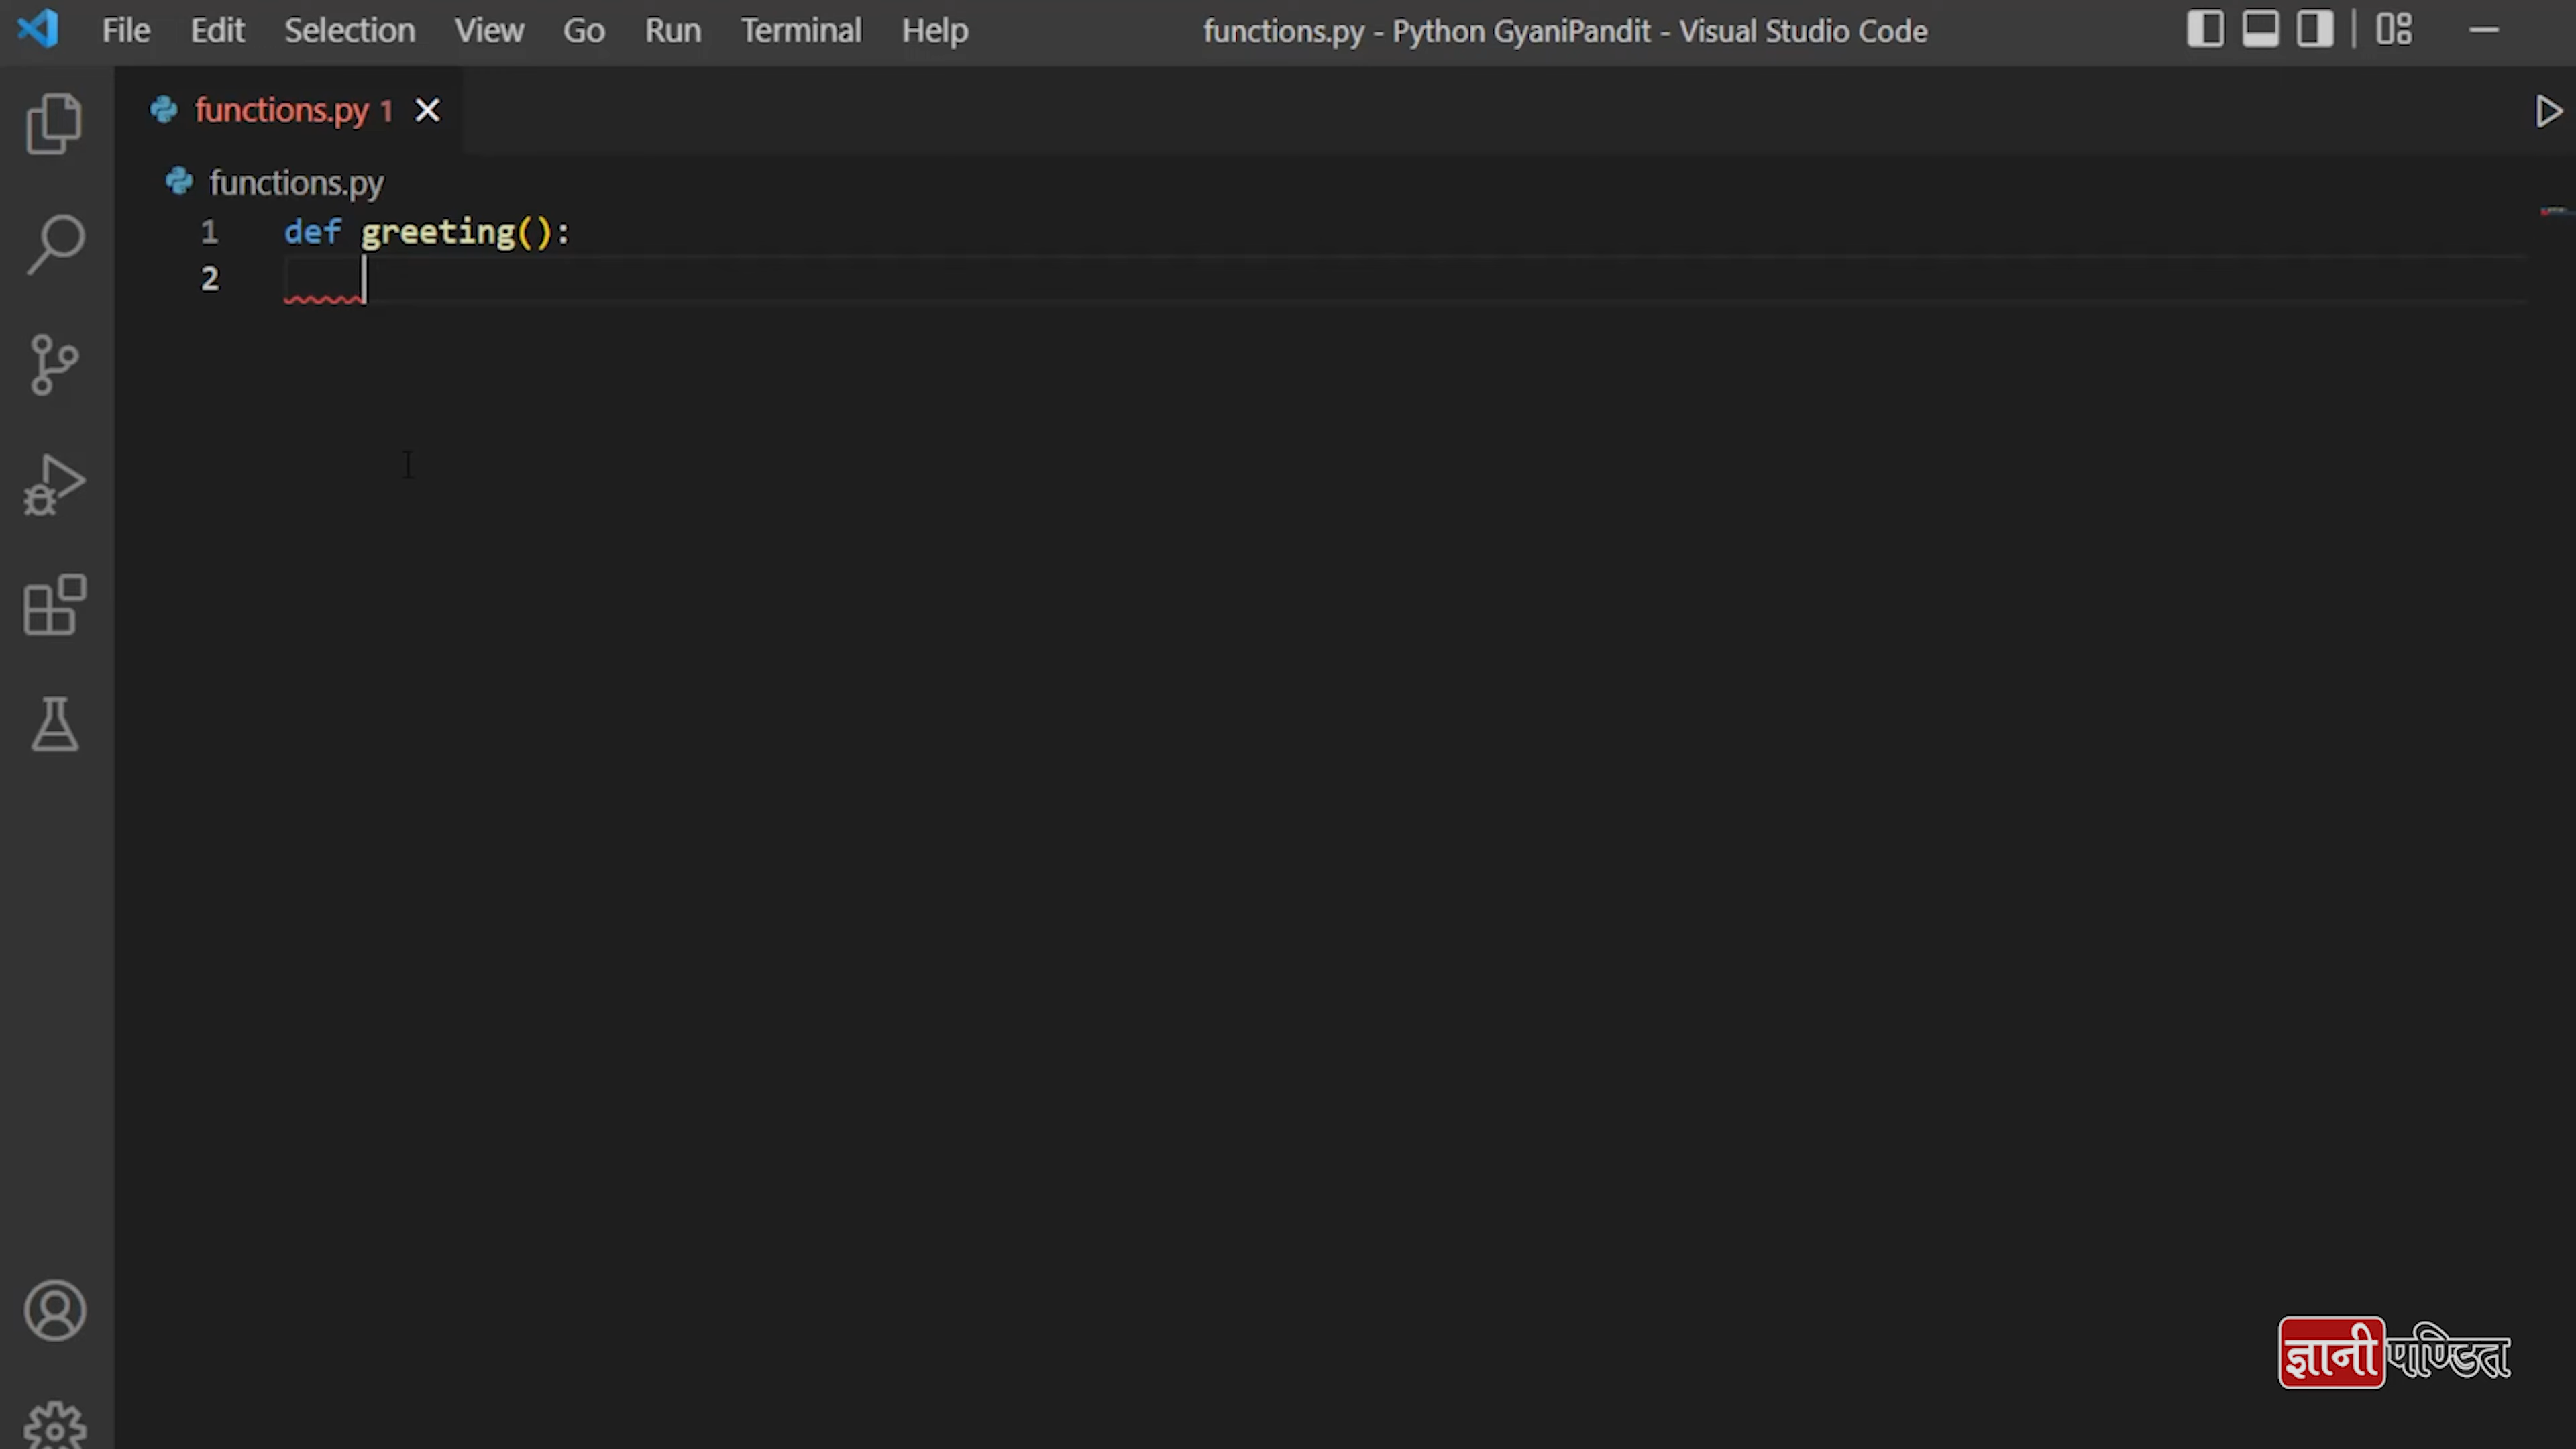 File Edit Selection View Go Run Terminal Help functions.py - Python GyaniPandit - Visual Studio Code
functions.py 1
functions.py
1 def greeting():
2
ज्ञानी पण्डित